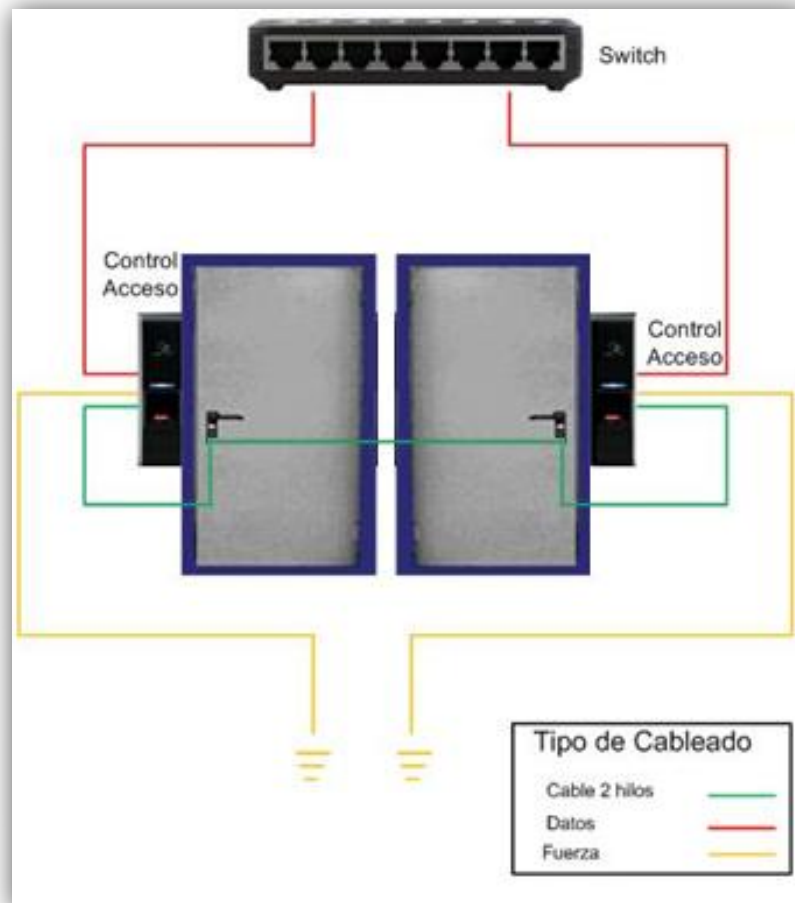 Switch
Control
Acceso
Control
Acceso
Tipo de Cableado
Cable 2 hilos
Datos
Fuerza